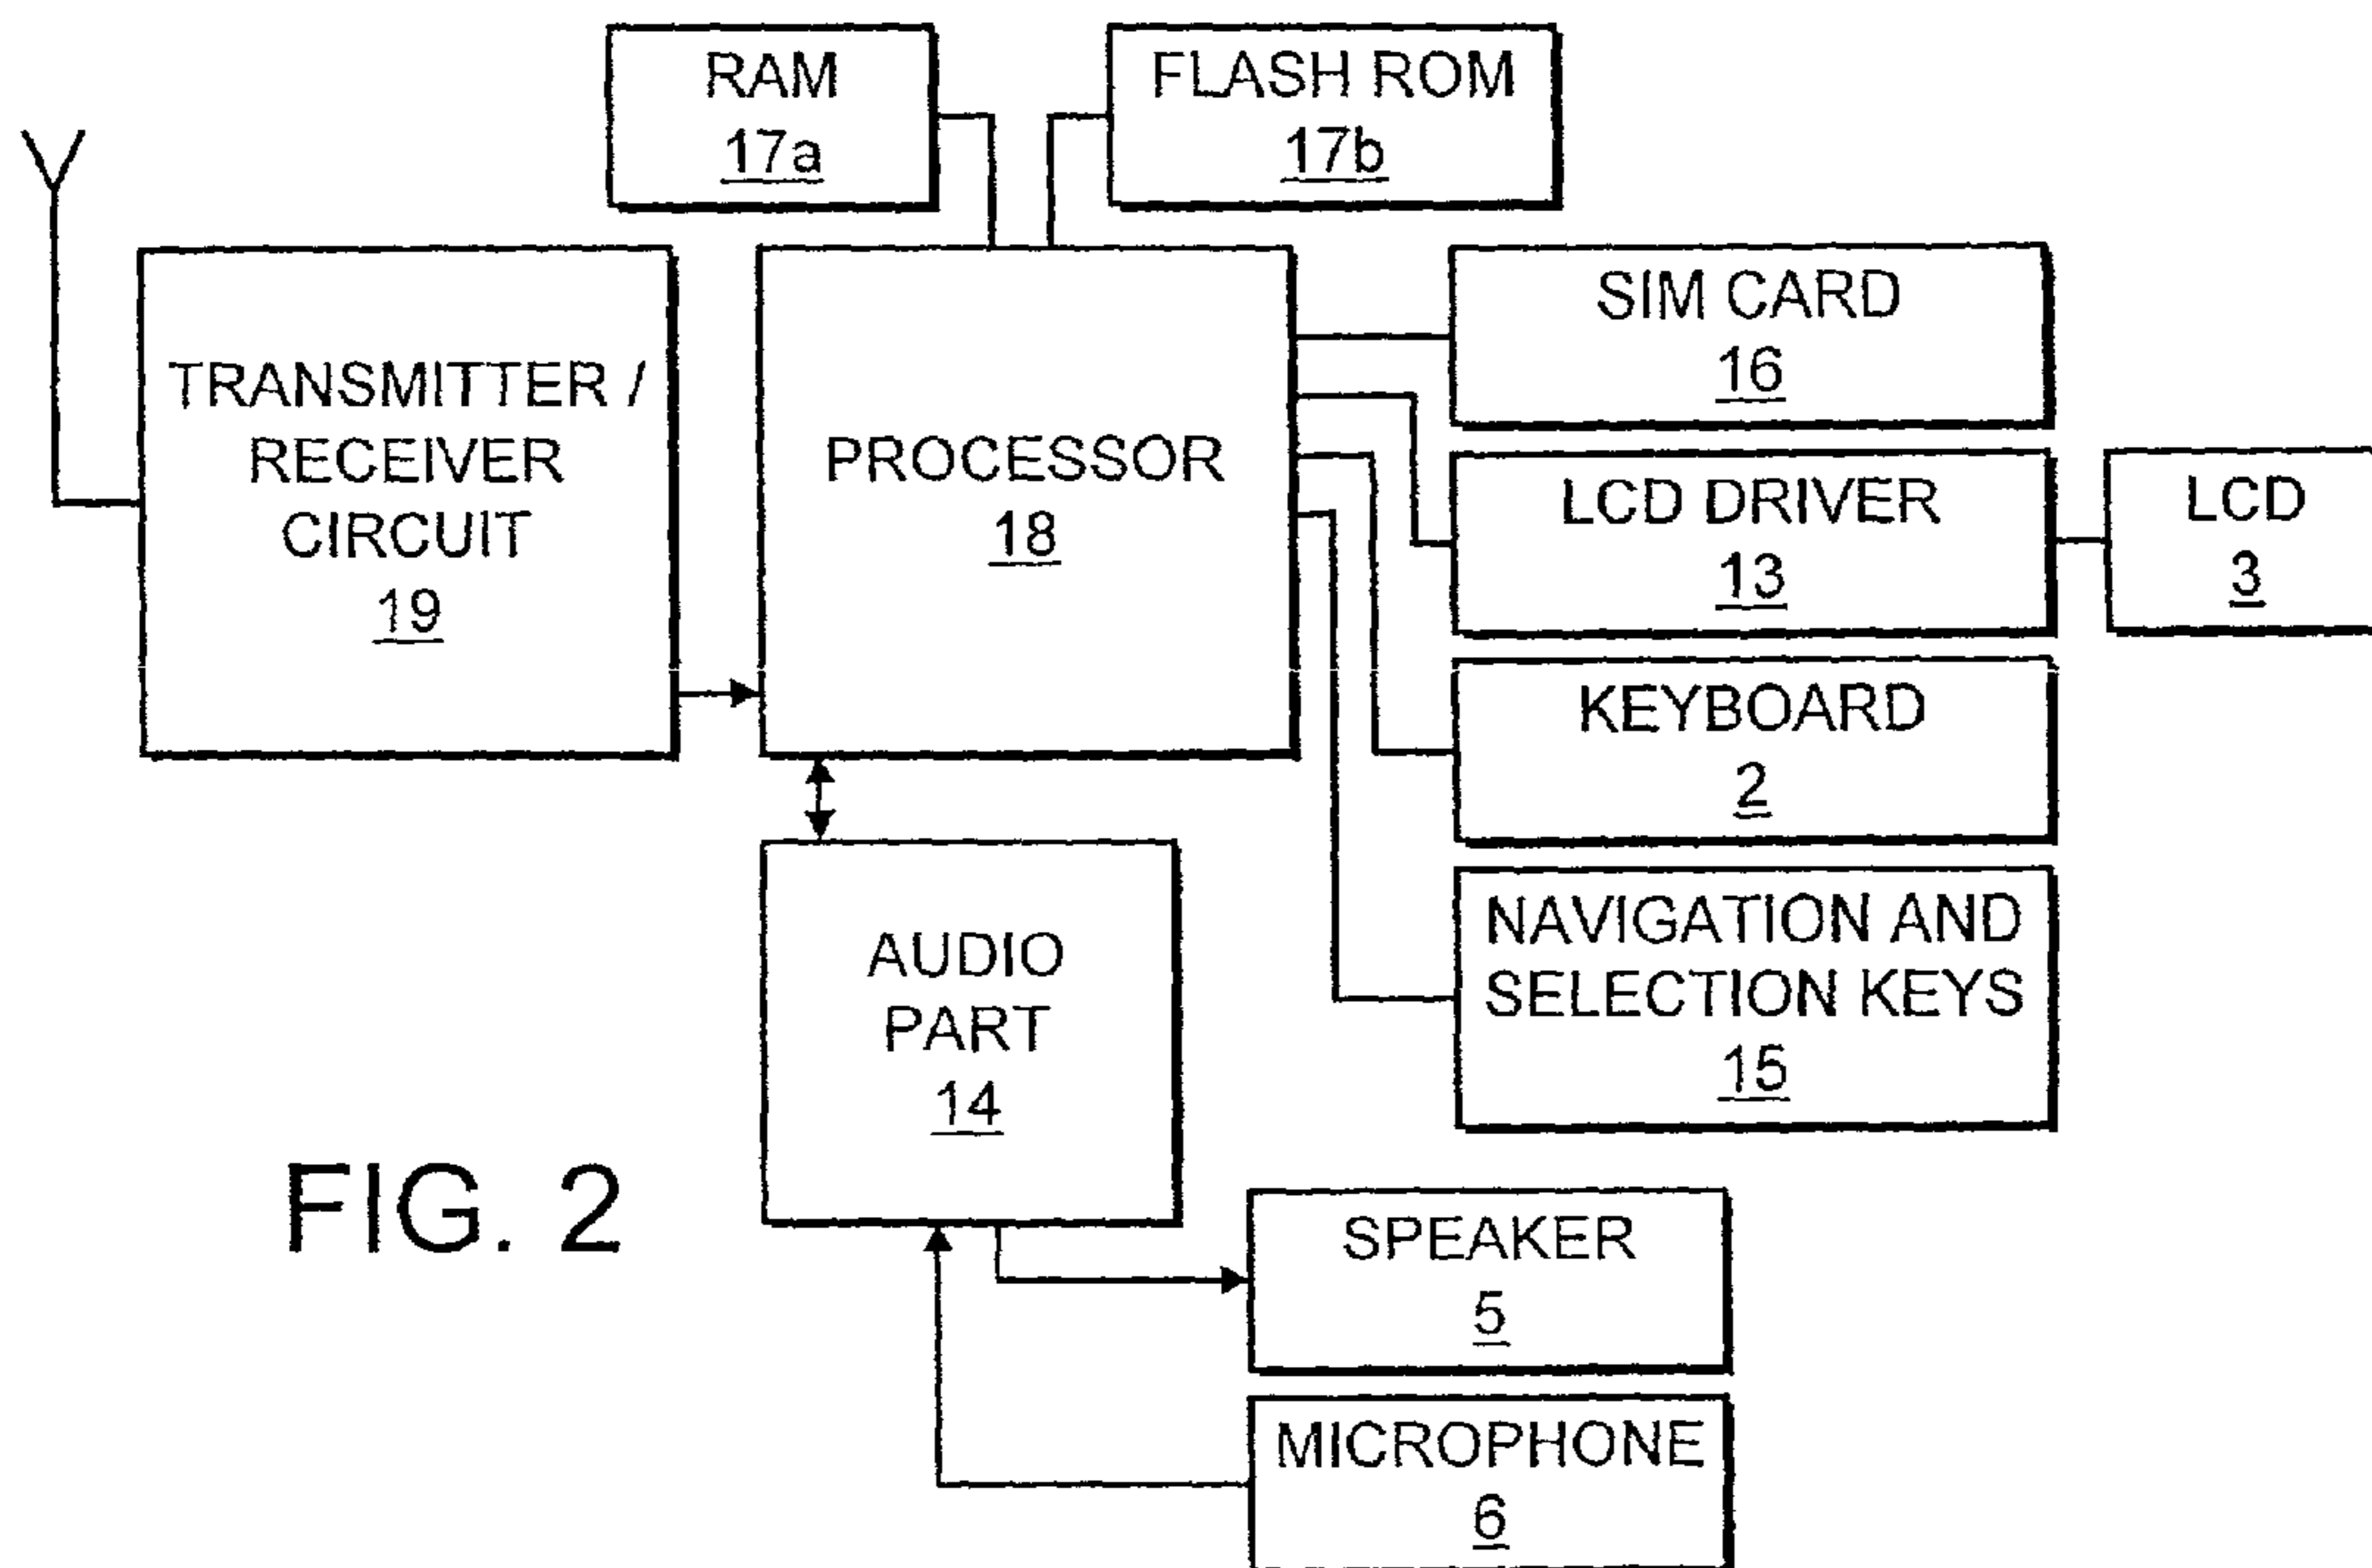 RAM
17a
FLASH ROM
17b
TRANSMITTER /
RECEIVER
CIRCUIT
19
PROCESSOR
18
SIM CARD
16
LCD DRIVER
13
LCD
3
KEYBOARD
2
NAVIGATION AND
SELECTION KEYS
15
AUDIO
PART
14
SPEAKER
5
MICROPHONE
6
FIG. 2